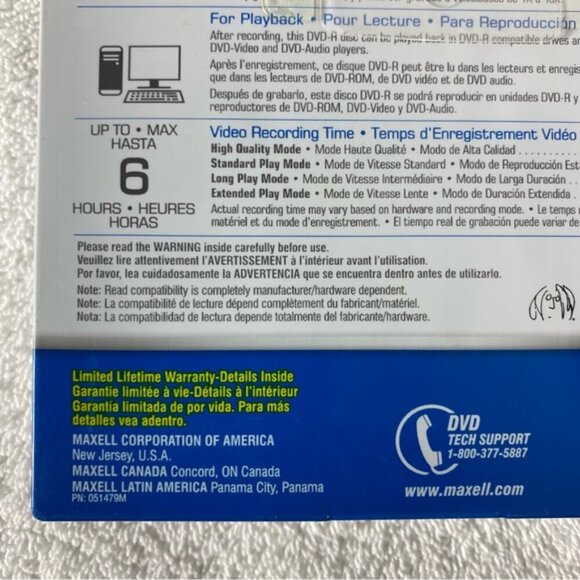 For Playback • Pour Lecture • Para Reproducción
After recording, this DVD-R disc can be played back in DVD-R compatible drives
DVD-Video and DVD-Audio players.
Après l'enregistrement, ce disque DVD-R peut être lu dans les lecteurs et
que dans les lecteurs de DVD-ROM, de DVD vidéo et de DVD audio.
Después de grabarlo, este disco DVD-R se podrá reproducir en unidades DVD-R y
reproductores de DVD-ROM, DVD-Video y DVD-Audio.
UP TO • MAX
HASTA
6
HOURS • HEURES
HORAS
Video Recording Time • Temps d'Enregistrement Vidéo
High Quality Mode • Mode Haute Qualité • Modo de Alta Calidad . . . . . . . . .
Standard Play Mode • Mode de Vitesse Standard • Modo de Reproducción
Long Play Mode • Mode de Vitesse Intermédiaire • Modo de Larga Duración . . .
Extended Play Mode • Mode de Vitesse Lente • Modo de Duración Extendida .
Actual recording time may vary based on hardware and recording mode. • Le temps
matériel et du mode d'enregistrement. • El tiempo real de grabación puede variar de
Please read the WARNING inside carefully before use.
Veuillez lire attentivement l'AVERTISSEMENT à l'intérieur avant l'utilisation.
Por favor, lea cuidadosamente la ADVERTENCIA que se encuentra dentro antes de utilizarlo.
Note: Read compatibility is completely manufacturer/hardware dependent.
Note: La compatibilité de lecture dépend complètement du fabricant/matériel.
Nota: La compatibilidad de lectura depende totalmente del fabricante/hardware.
Limited Lifetime Warranty-Details Inside
Garantie limitée à vie-Détails à l'intérieur
Garantía limitada de por vida. Para más
detalles vea adentro.
MAXELL CORPORATION OF AMERICA
New Jersey, U.S.A.
MAXELL CANADA Concord, ON Canada
MAXELL LATIN AMERICA Panama City, Panama
PN: 051479M
DVD
TECH SUPPORT
1-800-377-5887
www.maxell.com